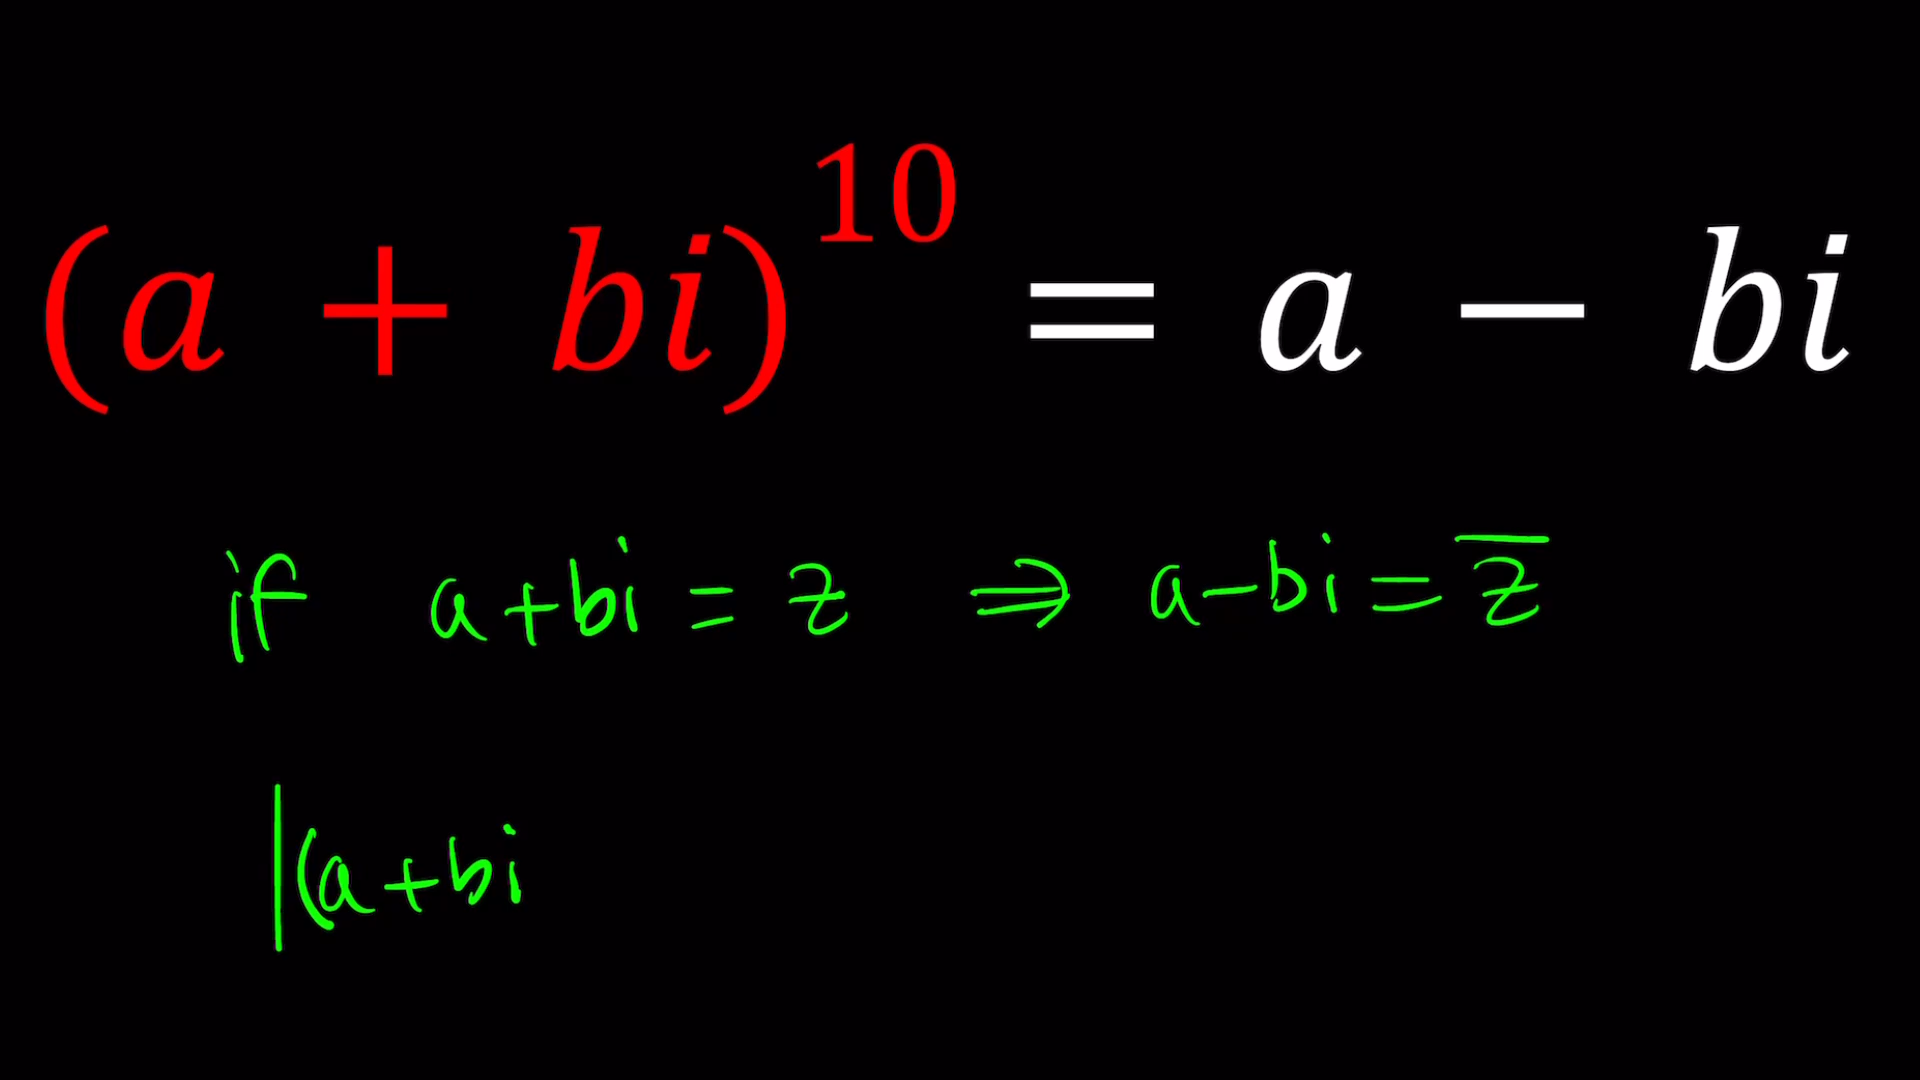 (a + bi)¹⁰ = a − bi
if a+bi = z ⇒ a-bi = z̅
|(a+bi